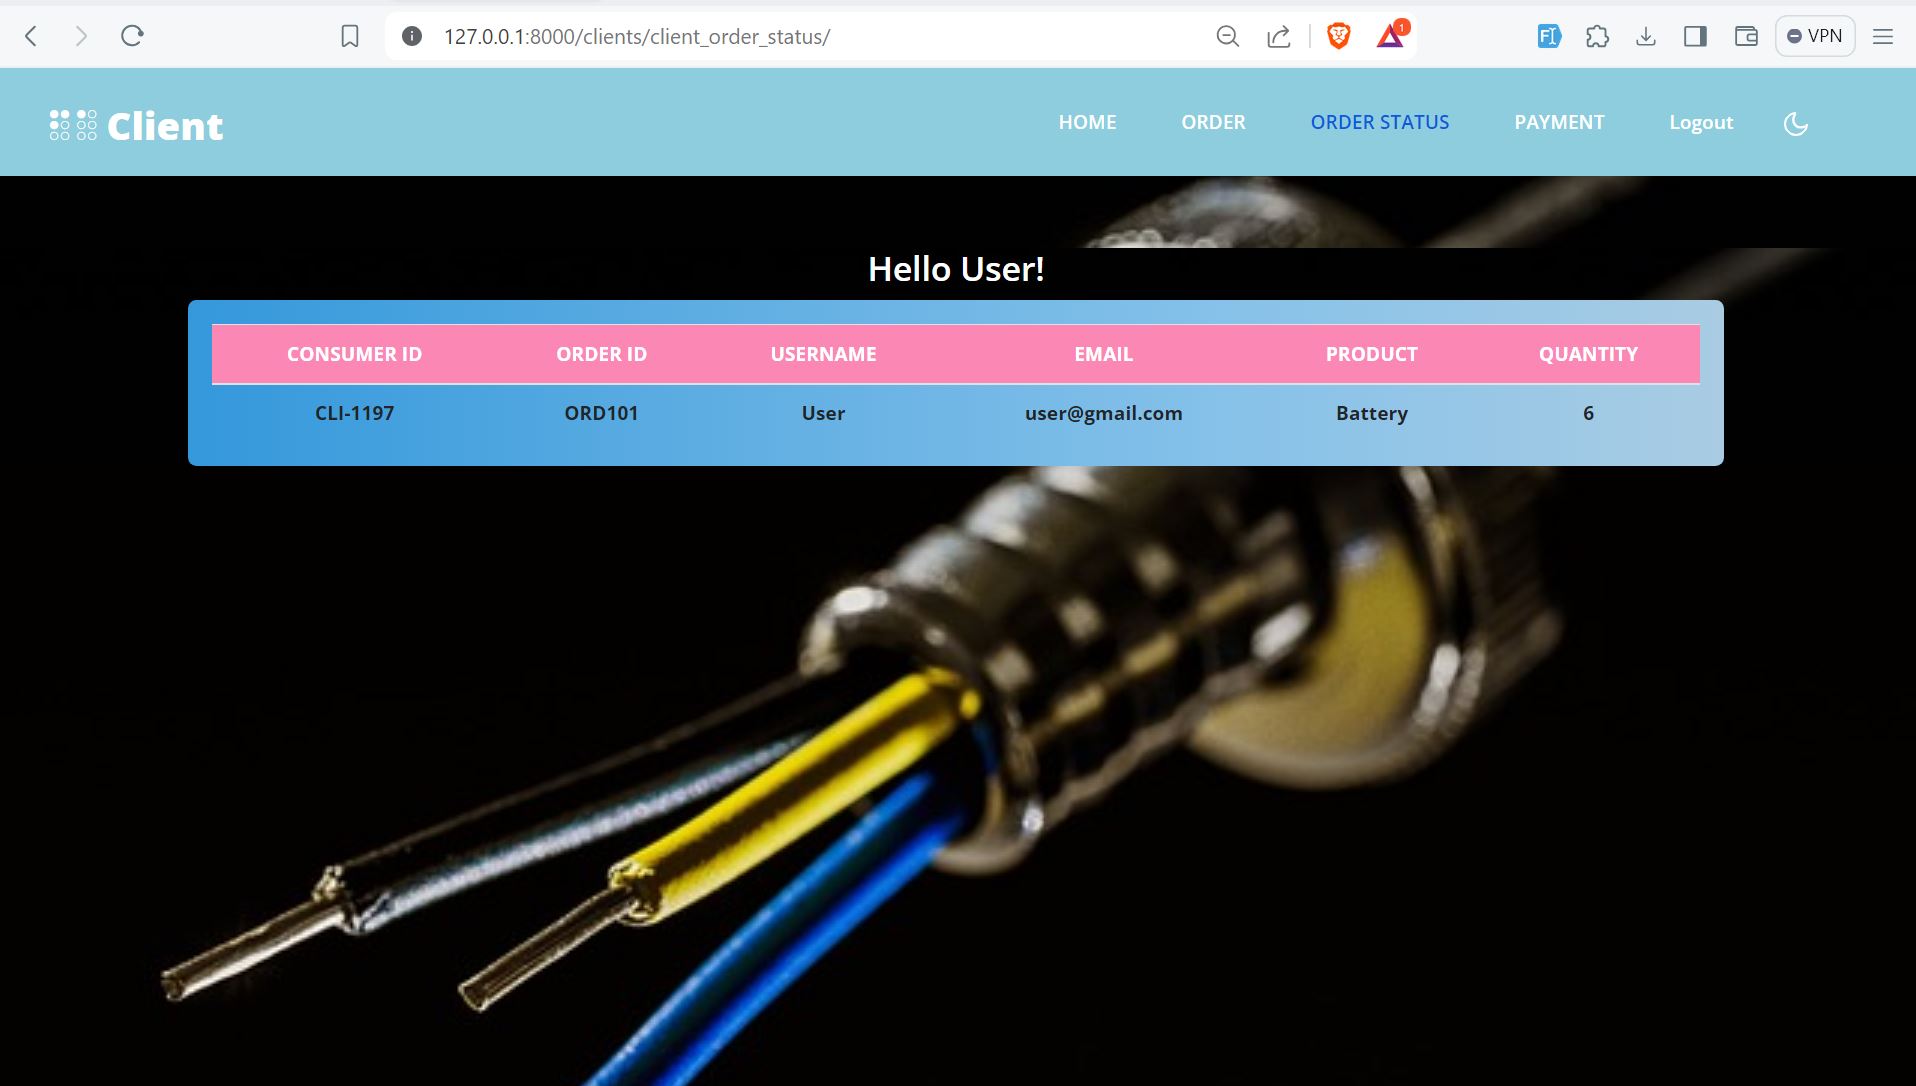 127.0.0.1:8000/clients/client_order_status/
1
VPN
Client
HOME ORDER ORDER STATUS PAYMENT Logout
Hello User!
CONSUMER ID ORDER ID USERNAME EMAIL PRODUCT QUANTITY
CLI-1197 ORD101 User user@gmail.com Battery 6